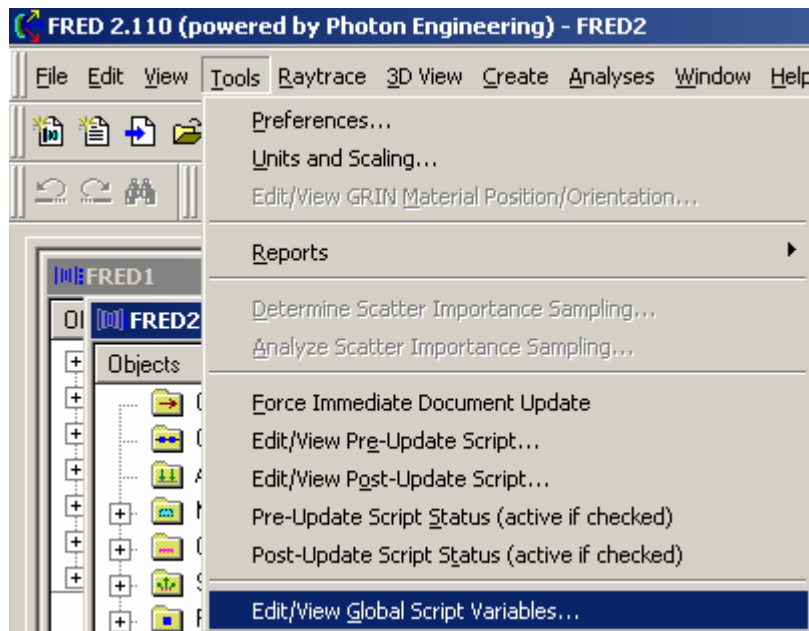 FRED 2.110 (powered by Photon Engineering) - FRED2
File Edit View Tools Raytrace 3D View Create Analyses Window Help
Preferences...
Units and Scaling...
Edit/View GRIN Material Position/Orientation...
Reports
FRED1
Determine Scatter Importance Sampling...
FRED2
Analyze Scatter Importance Sampling...
Objects
Force Immediate Document Update
Edit/View Pre-Update Script...
Edit/View Post-Update Script...
Pre-Update Script Status (active if checked)
Post-Update Script Status (active if checked)
Edit/View Global Script Variables...